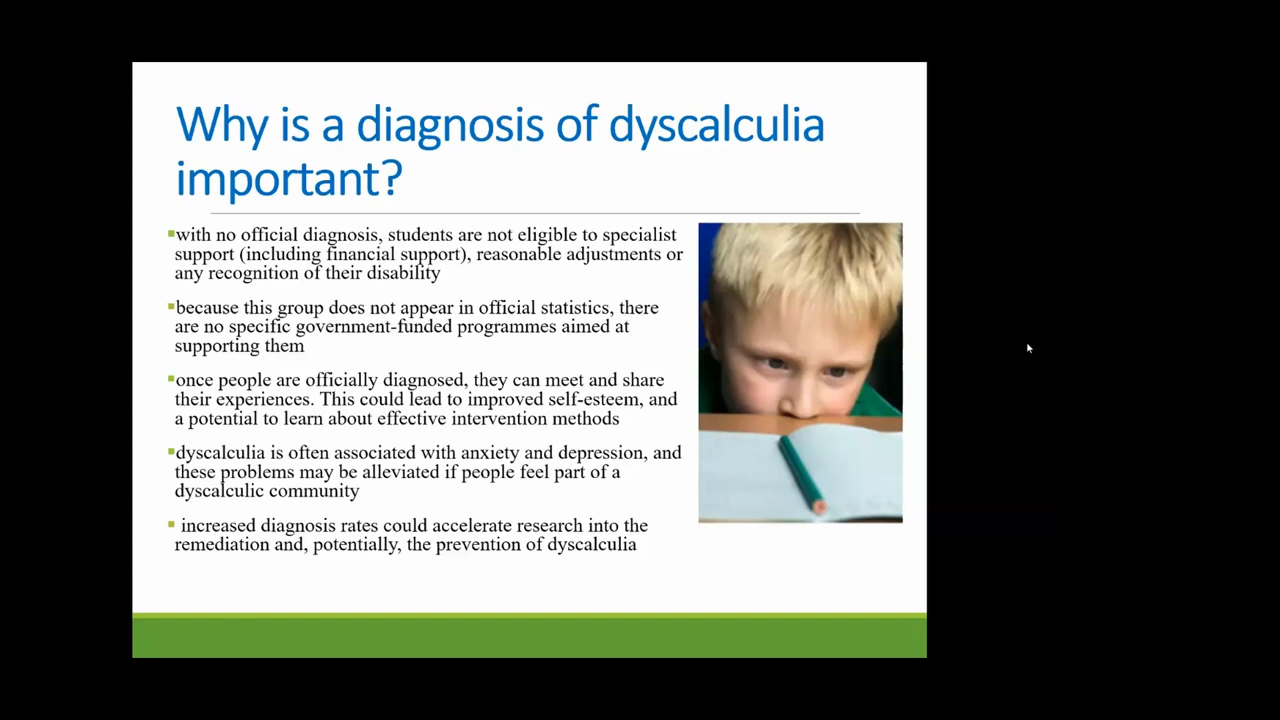 Why is a diagnosis of dyscalculia
important?
▪with no official diagnosis, students are not eligible to specialist
support (including financial support), reasonable adjustments or
any recognition of their disability
▪because this group does not appear in official statistics, there
are no specific government-funded programmes aimed at
supporting them
▪once people are officially diagnosed, they can meet and share
their experiences. This could lead to improved self-esteem, and
a potential to learn about effective intervention methods
▪dyscalculia is often associated with anxiety and depression, and
these problems may be alleviated if people feel part of a
dyscalculic community
▪ increased diagnosis rates could accelerate research into the
remediation and, potentially, the prevention of dyscalculia